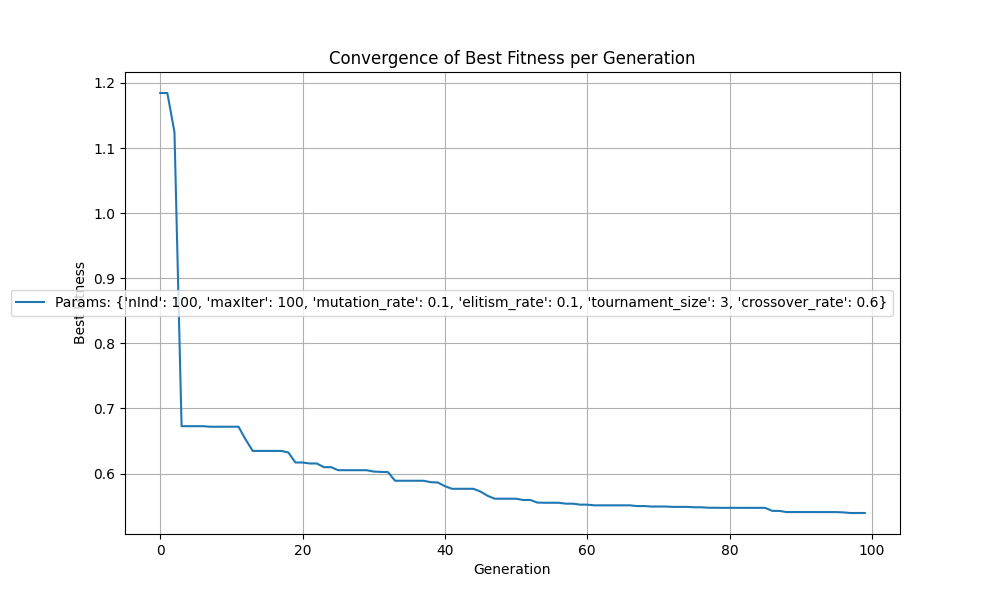 Convergence of Best Fitness per Generation
1.2
1.1
1.0
0.9
0.8
0.7
0.6
Best Fitness
Params: {'nInd': 100, 'maxIter': 100, 'mutation_rate': 0.1, 'elitism_rate': 0.1, 'tournament_size': 3, 'crossover_rate': 0.6}
0 20 40 60 80 100
Generation